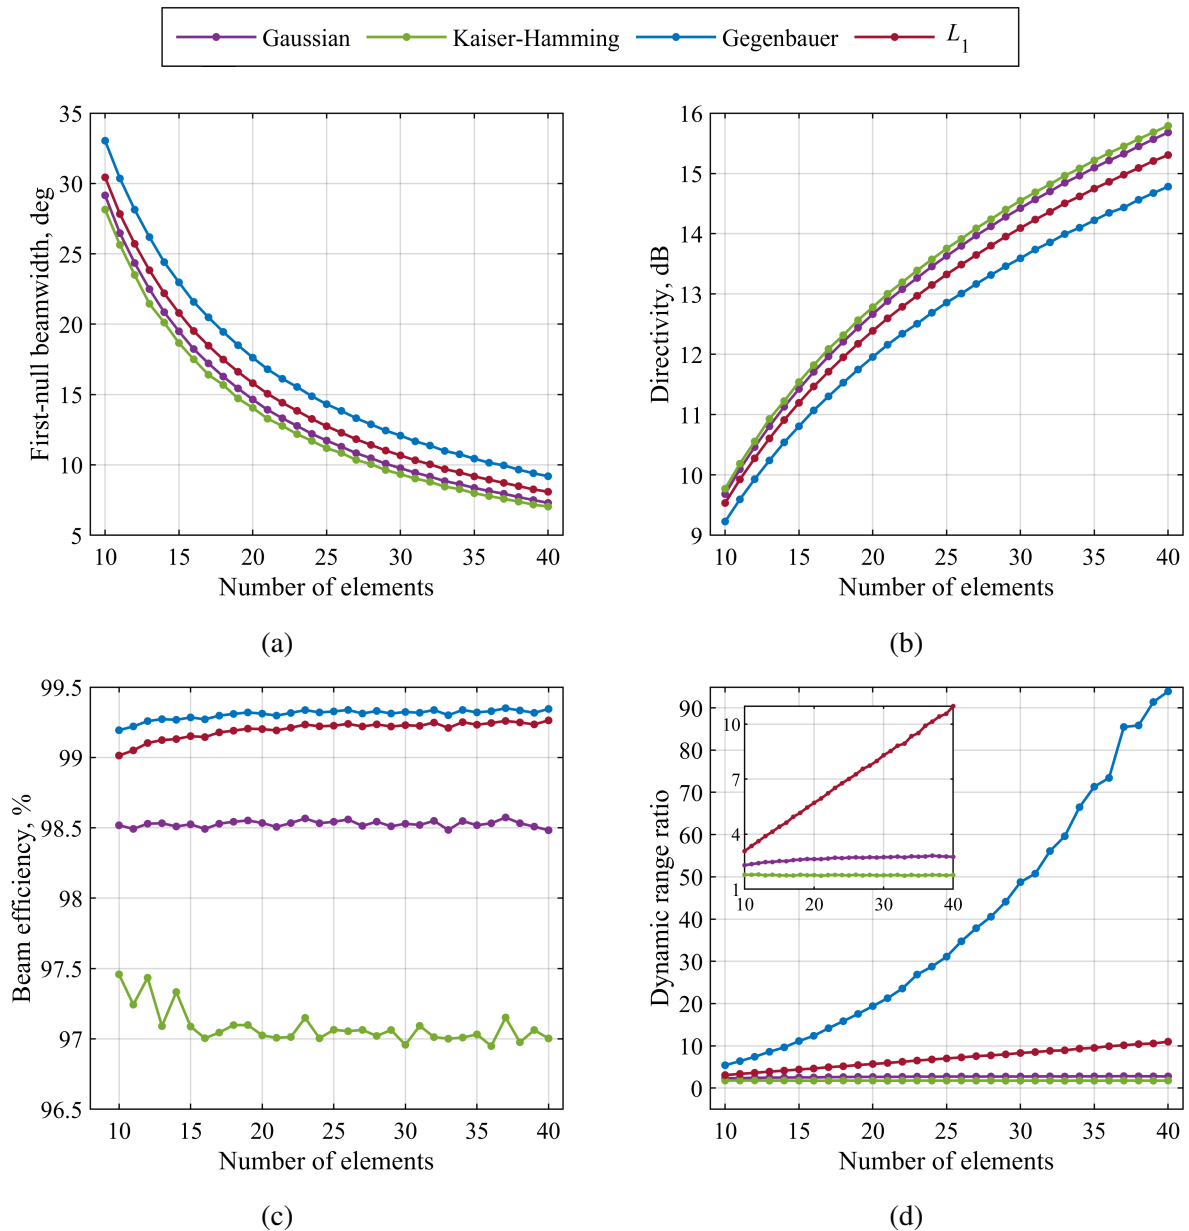 Gaussian Kaiser-Hamming Gegenbauer L1
35
30
25
20
15
10
5
10 15 20 25 30 35 40
Number of elements
First-null beamwidth, deg
(a)
16
15
14
13
12
11
10
9
10 15 20 25 30 35 40
Number of elements
Directivity, dB
(b)
99.5
99
98.5
98
97.5
97
96.5
10 15 20 25 30 35 40
Number of elements
Beam efficiency, %
(c)
90
80
70
60
50
40
30
20
10
0
10 15 20 25 30 35 40
Number of elements
Dynamic range ratio
10
7
4
1
10 20 30 40
(d)